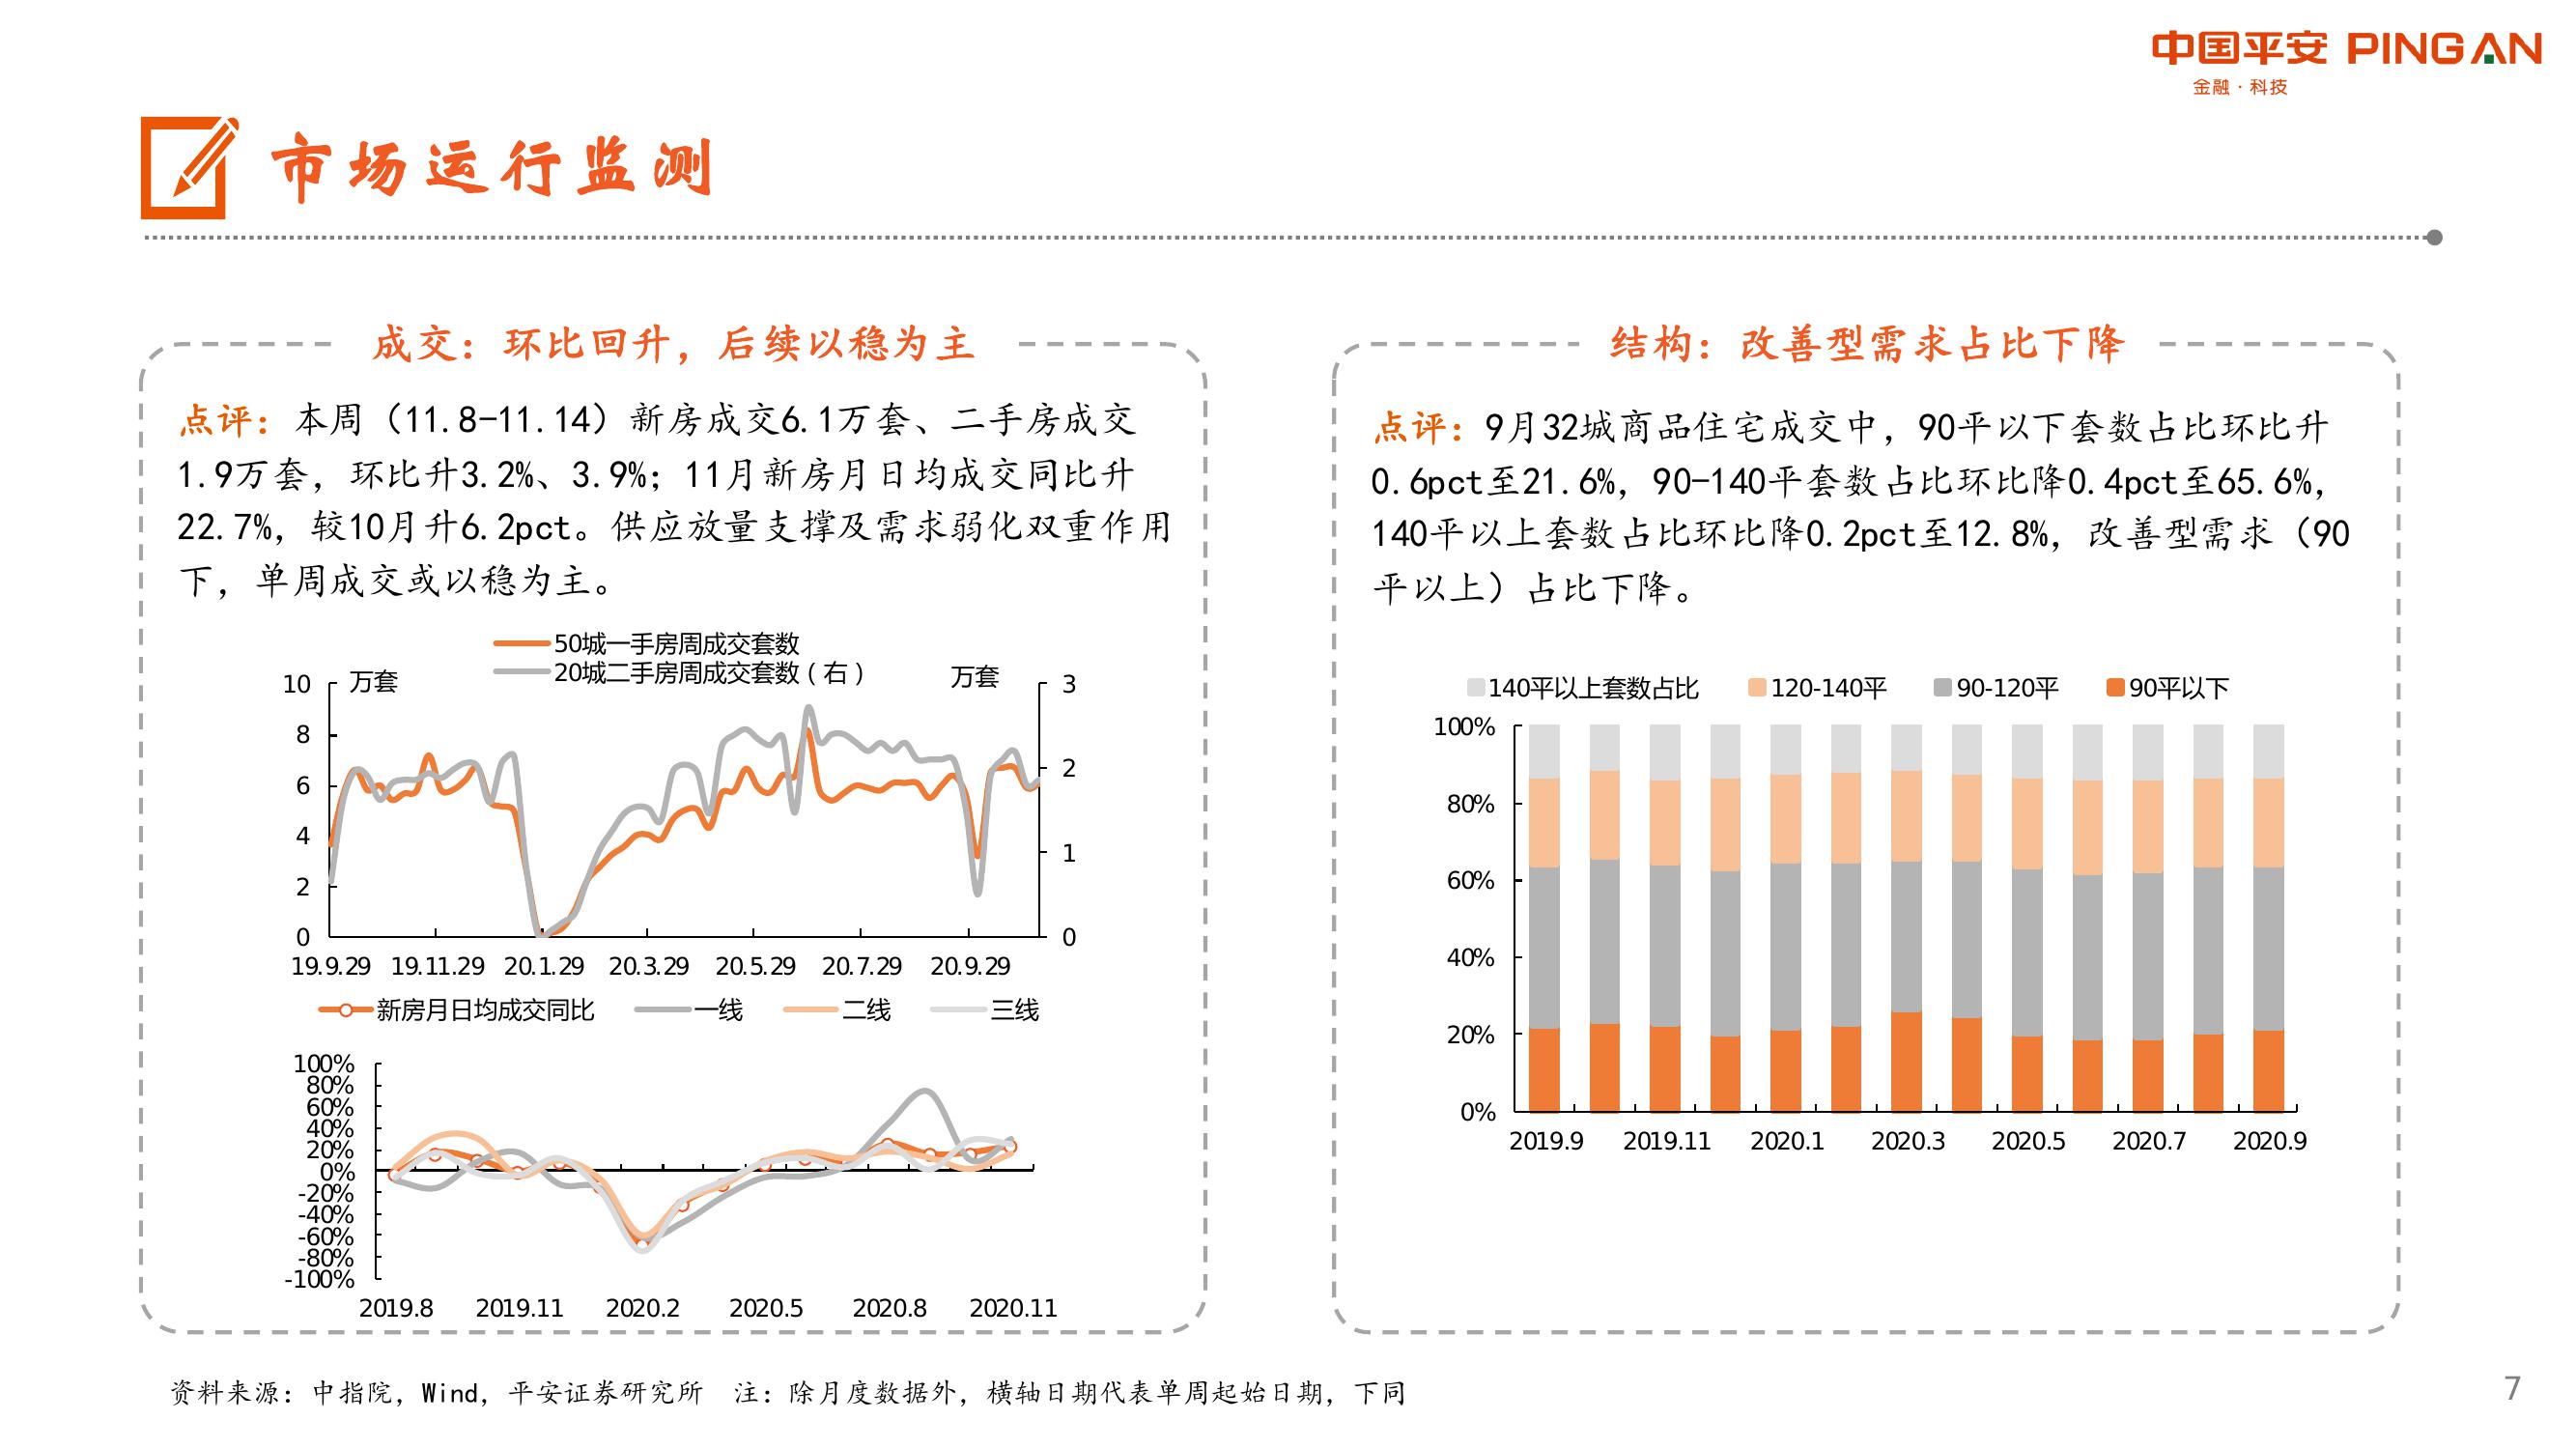 中国平安 PINGAN
金融·科技
市场运行监测
成交：环比回升，后续以稳为主
点评：本周（11.8-11.14）新房成交6.1万套、二手房成交
1.9万套，环比升3.2%、3.9%；11月新房月日均成交同比升
22.7%，较10月升6.2pct。供应放量支撑及需求弱化双重作用
下，单周成交或以稳为主。
50城一手房周成交套数
20城二手房周成交套数（右）
万套
万套
10
8
6
4
2
0
3
2
1
0
19.9.29 19.11.29 20.1.29 20.3.29 20.5.29 20.7.29 20.9.29
新房月日均成交同比 一线 二线 三线
100%
80%
60%
40%
20%
0%
-20%
-40%
-60%
-80%
-100%
2019.8 2019.11 2020.2 2020.5 2020.8 2020.11
结构：改善型需求占比下降
点评：9月32城商品住宅成交中，90平以下套数占比环比升
0.6pct至21.6%，90-140平套数占比环比降0.4pct至65.6%，
140平以上套数占比环比降0.2pct至12.8%，改善型需求（90
平以上）占比下降。
140平以上套数占比 120-140平 90-120平 90平以下
100%
80%
60%
40%
20%
0%
2019.9 2019.11 2020.1 2020.3 2020.5 2020.7 2020.9
资料来源：中指院，Wind，平安证券研究所 注：除月度数据外，横轴日期代表单周起始日期，下同
7